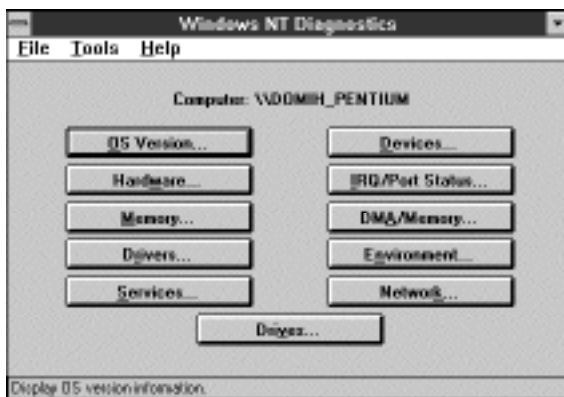 Windows NT Diagnostics
File Tools Help
Computer: \\DOMIH_PENTIUM
OS Version... Devices...
Hardware... IRQ/Port Status...
Memory... DMA/Memory...
Drivers... Environment...
Services... Network...
Drives...
Display OS version information.